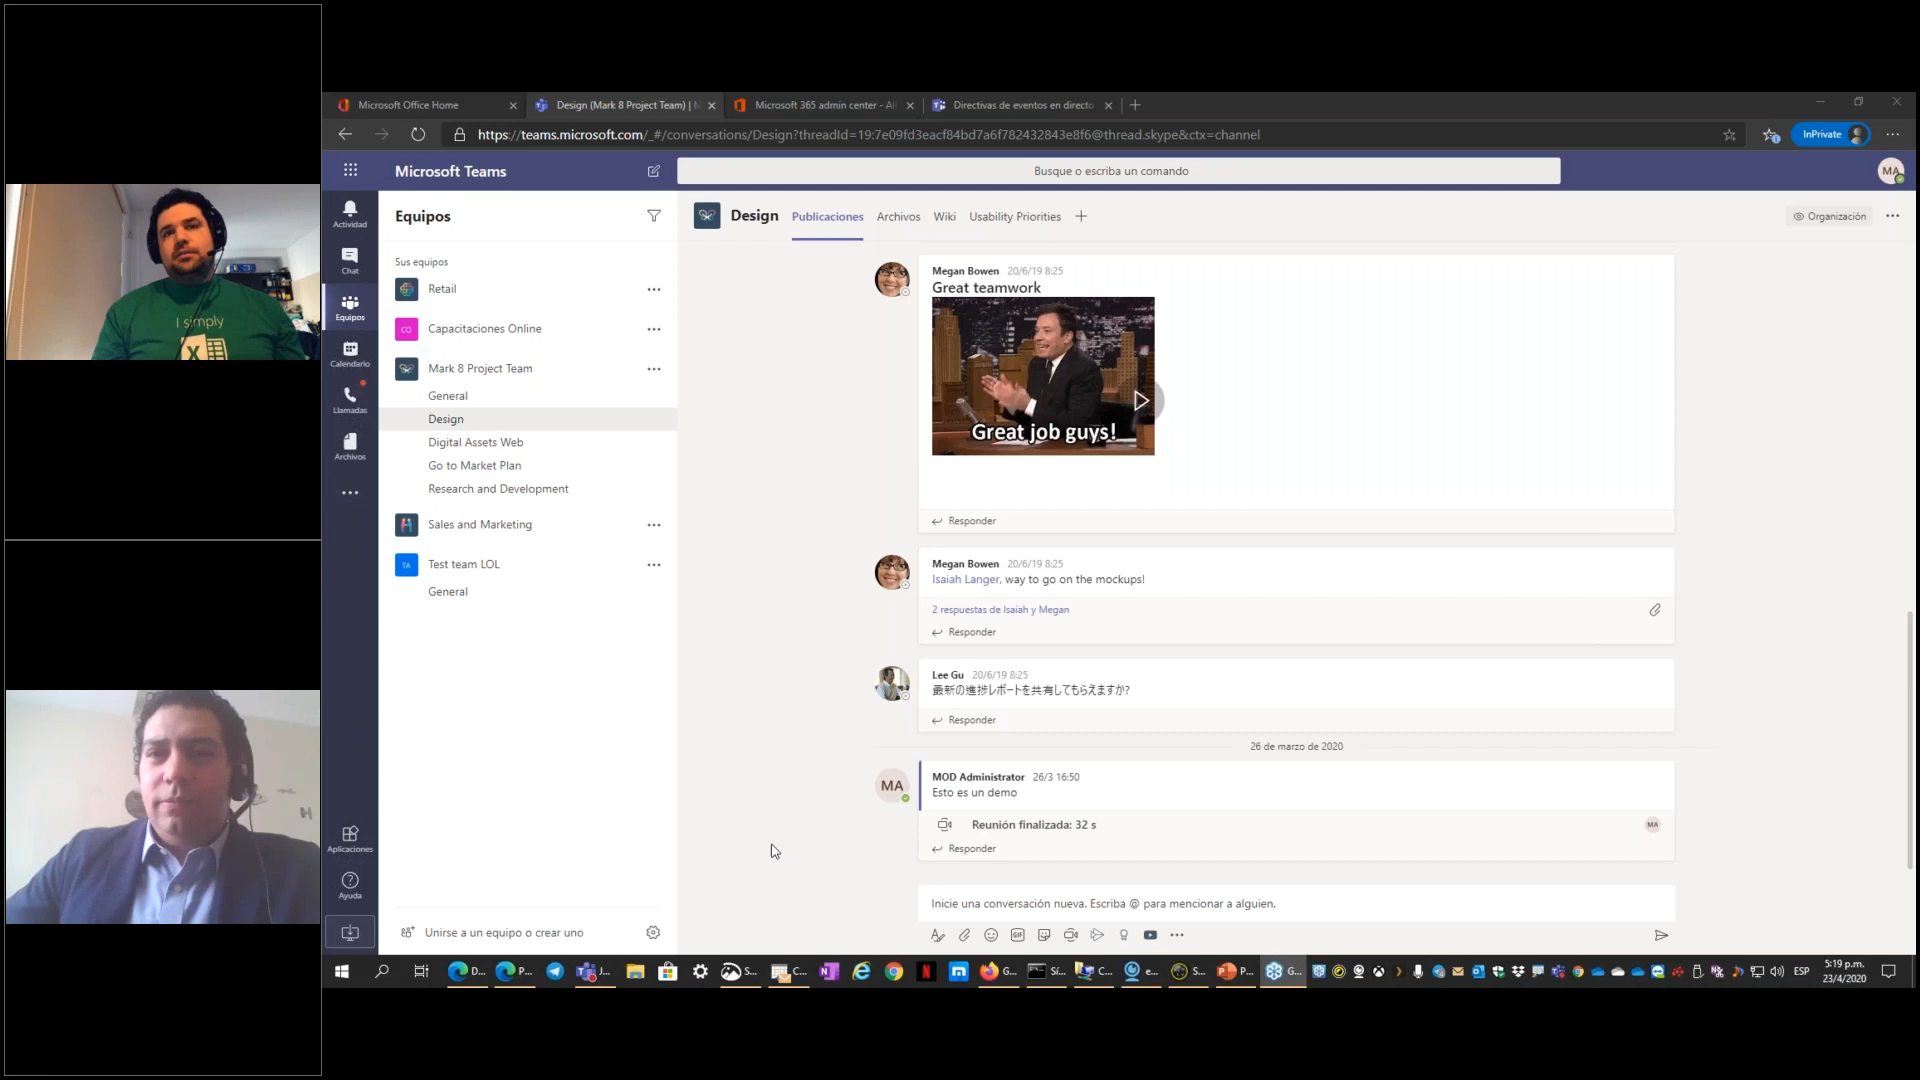 I simply
Microsoft Office Home
Design (Mark 8 Project Team) |
Microsoft 365 admin center - Al
Directivas de eventos en directo
https://teams.microsoft.com/_#/conversations/Design?threadId=19:7e09fd3eacf84bd7a6f782432843e8f6@thread.skype&ctx=channel
InPrivate
Microsoft Teams
Busque o escriba un comando
MA
Actividad
Chat
Equipos
Calendario
Llamadas
Archivos
Aplicaciones
Ayuda
Equipos
Sus equipos
Retail
CO
Capacitaciones Online
Mark 8 Project Team
General
Design
Digital Assets Web
Go to Market Plan
Research and Development
Sales and Marketing
TA
Test team LOL
General
Unirse a un equipo o crear uno
Design
Publicaciones
Archivos
Wiki
Usability Priorities
Organización
Megan Bowen 20/6/19 8:25
Great teamwork
Great job guys!
Responder
Megan Bowen 20/6/19 8:25
Isaiah Langer, way to go on the mockups!
2 respuestas de Isaiah y Megan
Responder
Lee Gu 20/6/19 8:25
最新の進捗レポートを共有してもらえますか?
Responder
26 de marzo de 2020
MA
MOD Administrator 26/3 16:50
Esto es un demo
Reunión finalizada: 32 s
MA
Responder
Inicie una conversación nueva. Escriba @ para mencionar a alguien.
GIF
D...
P...
J...
S...
C...
G...
Sí...
C...
e...
S...
P...
G...
ESP
5:19 p.m.
23/4/2020